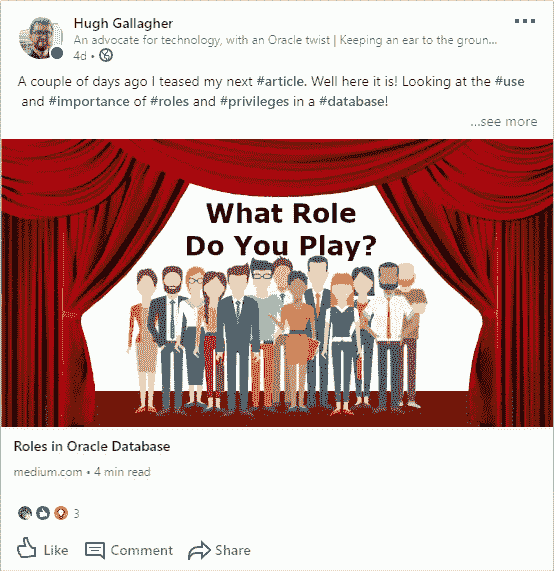 Hugh Gallagher
An advocate for technology, with an Oracle twist | Keeping an ear to the groun...
4d •
A couple of days ago I teased my next #article. Well here it is! Looking at the #use
and #importance of #roles and #privileges in a #database!
...see more
What Role
Do You Play?
Roles in Oracle Database
medium.com • 4 min read
3
Like Comment Share